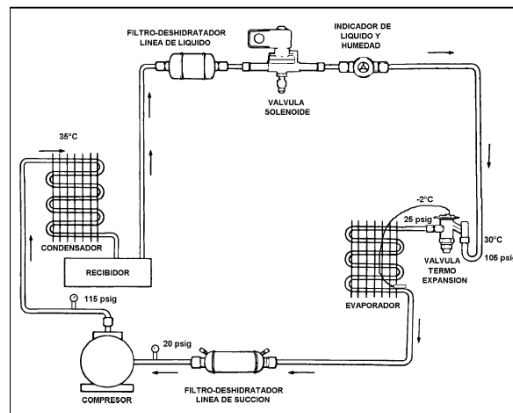 FILTRO-DESHIDRATADOR
LINEA DE LIQUIDO
INDICADOR DE
LIQUIDO Y
HUMEDAD
VALVULA
SOLENOIDE
35°C
CONDENSADOR
RECIBIDOR
-2°C
25 psig
30°C
VALVULA
TERMO
EXPANSION
105 psig
EVAPORADOR
115 psig
20 psig
COMPRESOR
FILTRO-DESHIDRATADOR
LINEA DE SUCCION